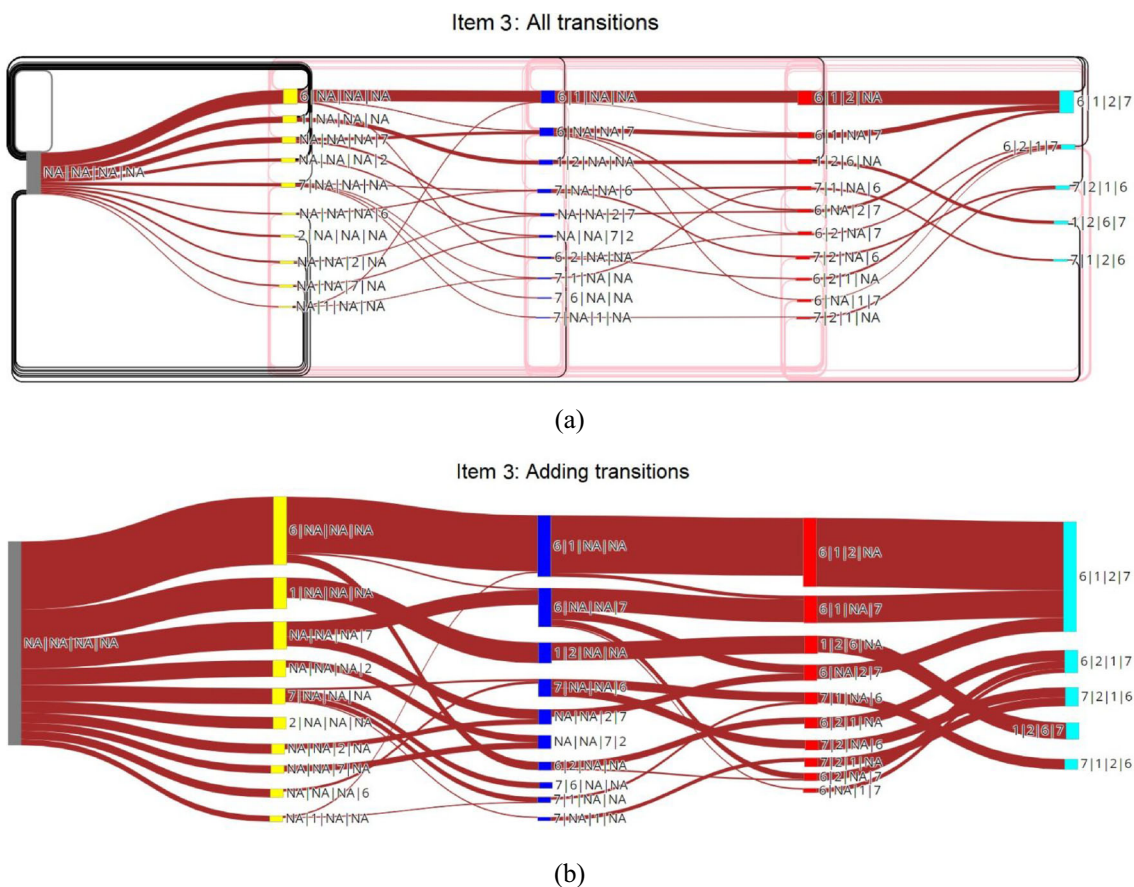 Item 3: All transitions
NA|NA|NA|NA
6|NA|NA|NA
1|NA|NA|NA
NA|NA|NA|7
NA|NA|NA|2
7|NA|NA|NA
NA|NA|NA|6
2|NA|NA|NA
NA|NA|2|NA
NA|NA|7|NA
NA|1|NA|NA
6|1|NA|NA
6|NA|NA|7
1|2|NA|NA
7|NA|NA|6
NA|NA|2|7
NA|NA|7|2
6|2|NA|NA
7|1|NA|NA
7|6|NA|NA
7|NA|1|NA
6|1|2|NA
6|1|NA|7
1|2|6|NA
7|1|NA|6
6|NA|2|7
6|2|NA|7
7|2|NA|6
6|2|1|NA
6|NA|1|7
7|2|1|NA
6|1|2|7
6|2|1|7
7|2|1|6
1|2|6|7
7|1|2|6
(a)
Item 3: Adding transitions
NA|NA|NA|NA
6|NA|NA|NA
1|NA|NA|NA
NA|NA|NA|7
NA|NA|NA|2
7|NA|NA|NA
2|NA|NA|NA
NA|NA|2|NA
NA|NA|7|NA
NA|NA|NA|6
NA|1|NA|NA
6|1|NA|NA
6|NA|NA|7
1|2|NA|NA
7|NA|NA|6
NA|NA|2|7
NA|NA|7|2
6|2|NA|NA
7|6|NA|NA
7|1|NA|NA
7|NA|1|NA
6|1|2|NA
6|1|NA|7
1|2|6|NA
6|NA|2|7
7|1|NA|6
6|2|1|NA
7|2|NA|6
7|2|1|NA
6|2|NA|7
6|NA|1|7
6|1|2|7
6|2|1|7
7|2|1|6
1|2|6|7
7|1|2|6
(b)